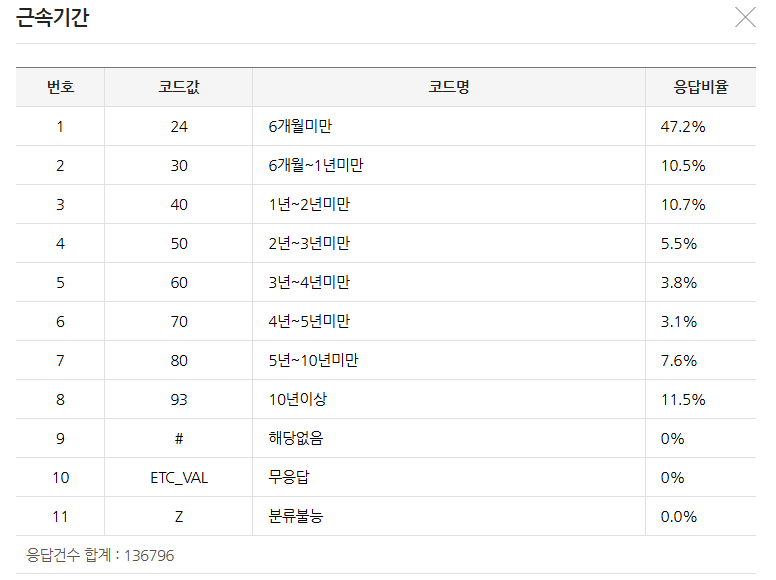 근속기간
번호 코드값 코드명 응답비율
1 24 6개월미만 47.2%
2 30 6개월~1년미만 10.5%
3 40 1년~2년미만 10.7%
4 50 2년~3년미만 5.5%
5 60 3년~4년미만 3.8%
6 70 4년~5년미만 3.1%
7 80 5년~10년미만 7.6%
8 93 10년이상 11.5%
9 # 해당없음 0%
10 ETC_VAL 무응답 0%
11 Z 분류불능 0.0%
응답건수 합계 : 136796